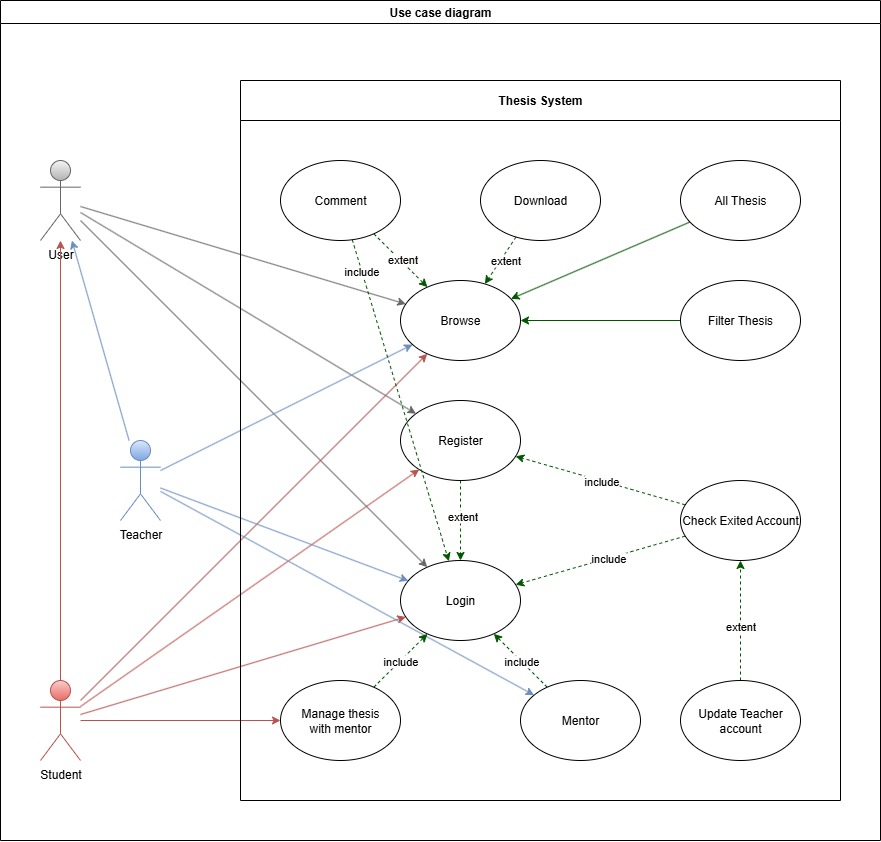 Use case diagram
Thesis System
Comment
Download
All Thesis
User
extent
extent
include
Browse
Filter Thesis
Register
include
extent
Check Exited Account
Teacher
include
Login
extent
include
include
Manage thesis
with mentor
Mentor
Update Teacher
account
Student